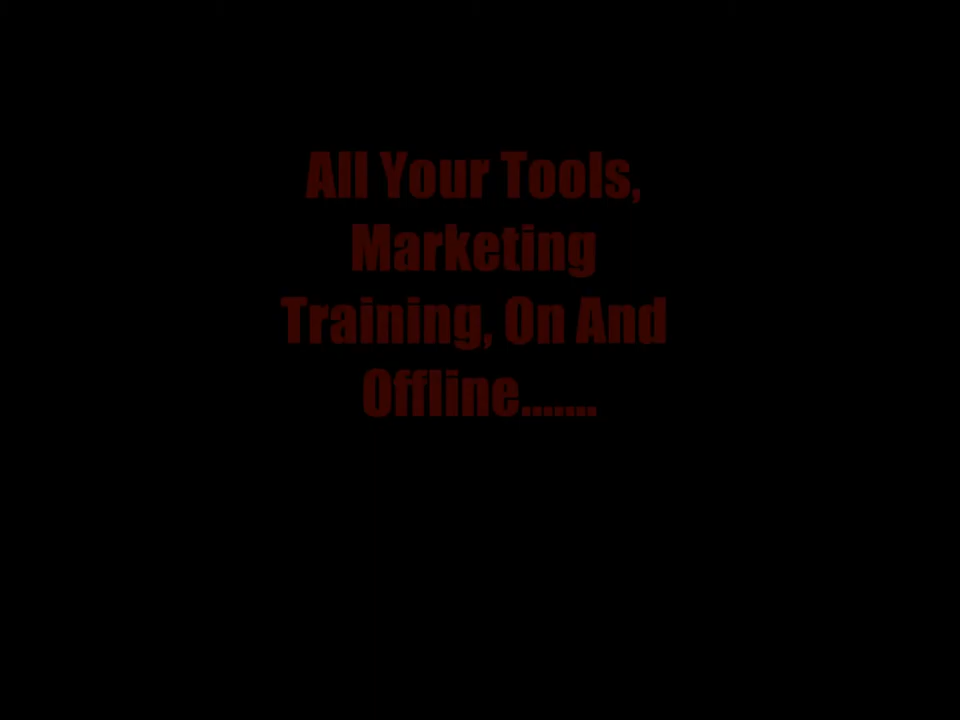 All Your Tools,
Marketing
Training, On And
Offline.......